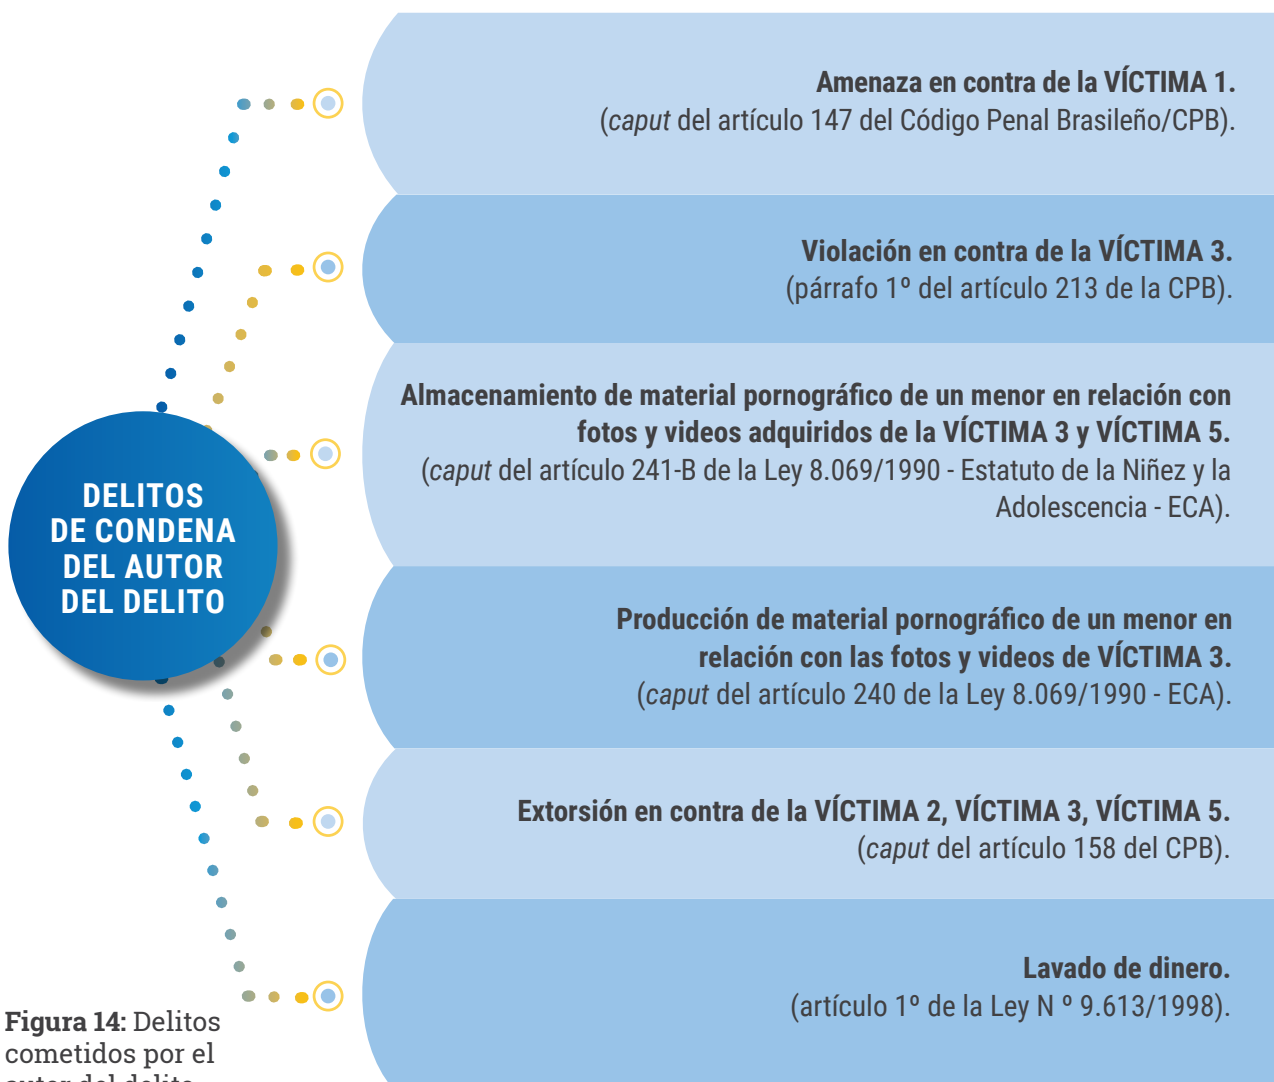 Amenaza en contra de la VÍCTIMA 1.
(caput del artículo 147 del Código Penal Brasileño/CPB).
Violación en contra de la VÍCTIMA 3.
(párrafo 1º del artículo 213 de la CPB).
Almacenamiento de material pornográfico de un menor en relación con
fotos y videos adquiridos de la VÍCTIMA 3 y VÍCTIMA 5.
(caput del artículo 241-B de la Ley 8.069/1990 - Estatuto de la Niñez y la
Adolescencia - ECA).
DELITOS
DE CONDENA
DEL AUTOR
DEL DELITO
Producción de material pornográfico de un menor en
relación con las fotos y videos de VÍCTIMA 3.
(caput del artículo 240 de la Ley 8.069/1990 - ECA).
Extorsión en contra de la VÍCTIMA 2, VÍCTIMA 3, VÍCTIMA 5.
(caput del artículo 158 del CPB).
Lavado de dinero.
(artículo 1º de la Ley N º 9.613/1998).
Figura 14: Delitos
cometidos por el
autor del delito